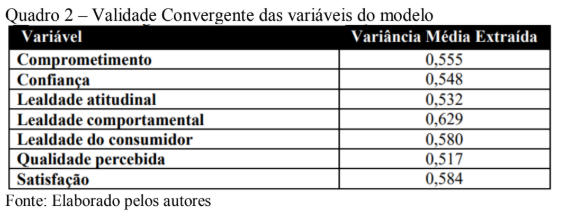 Quadro 2 – Validade Convergente das variáveis do modelo
Variável Variância Média Extraída
Comprometimento 0,555
Confiança 0,548
Lealdade atitudinal 0,532
Lealdade comportamental 0,629
Lealdade do consumidor 0,580
Qualidade percebida 0,517
Satisfação 0,584
Fonte: Elaborado pelos autores